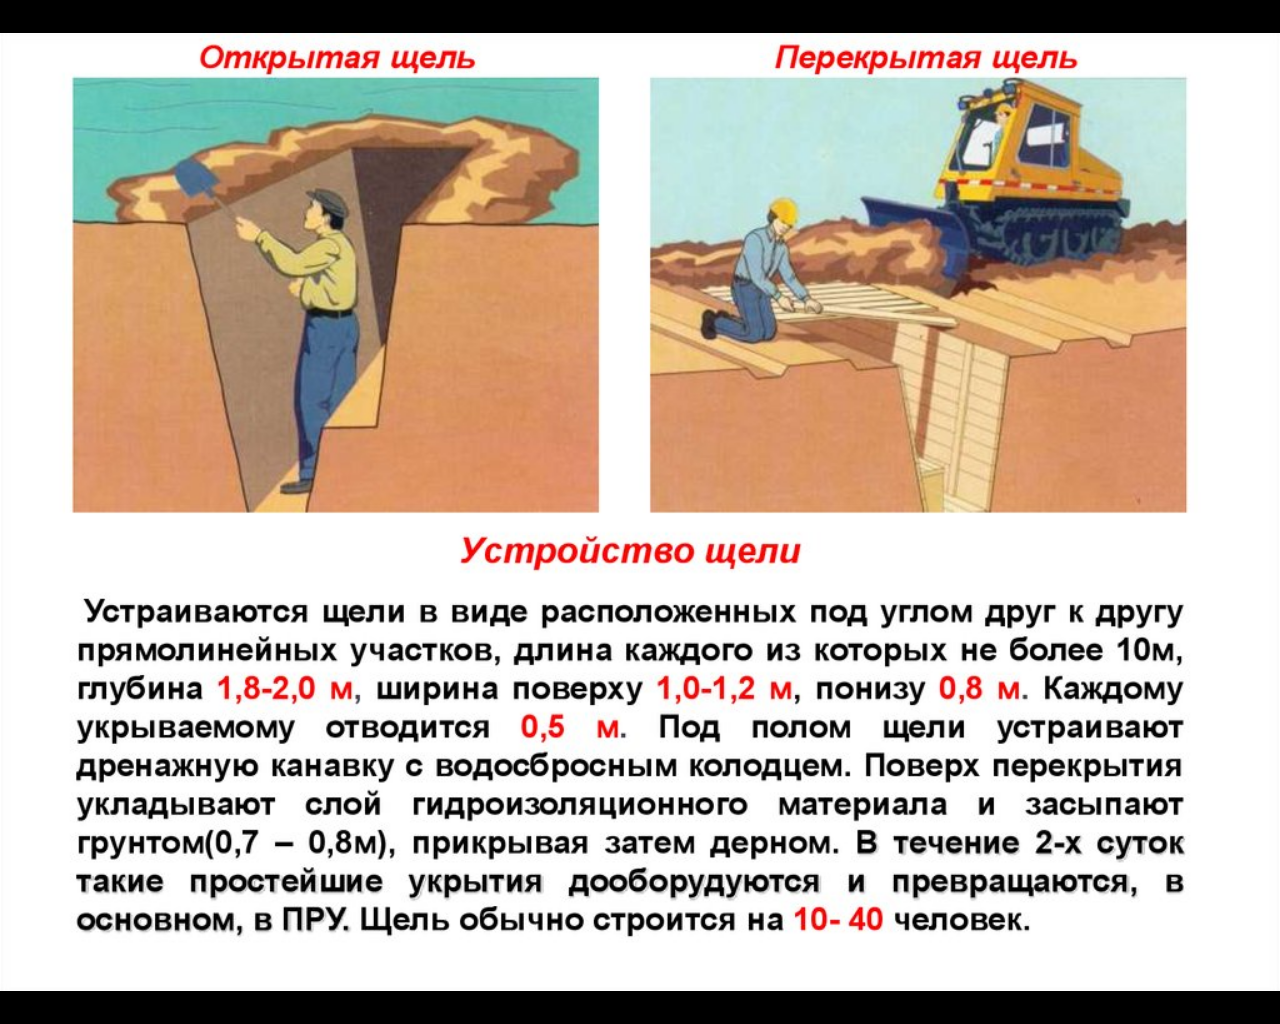 Открытая щель
Перекрытая щель
Устройство щели
Устраиваются щели в виде расположенных под углом друг к другу
прямолинейных участков, длина каждого из которых не более 10м,
глубина 1,8-2,0 м, ширина поверху 1,0-1,2 м, понизу 0,8 м. Каждому
укрываемому отводится 0,5 м. Под полом щели устраивают
дренажную канавку с водосбросным колодцем. Поверх перекрытия
укладывают слой гидроизоляционного материала и засыпают
грунтом(0,7 – 0,8м), прикрывая затем дерном. В течение 2-х суток
такие простейшие укрытия дооборудуются и превращаются, в
основном, в ПРУ. Щель обычно строится на 10- 40 человек.